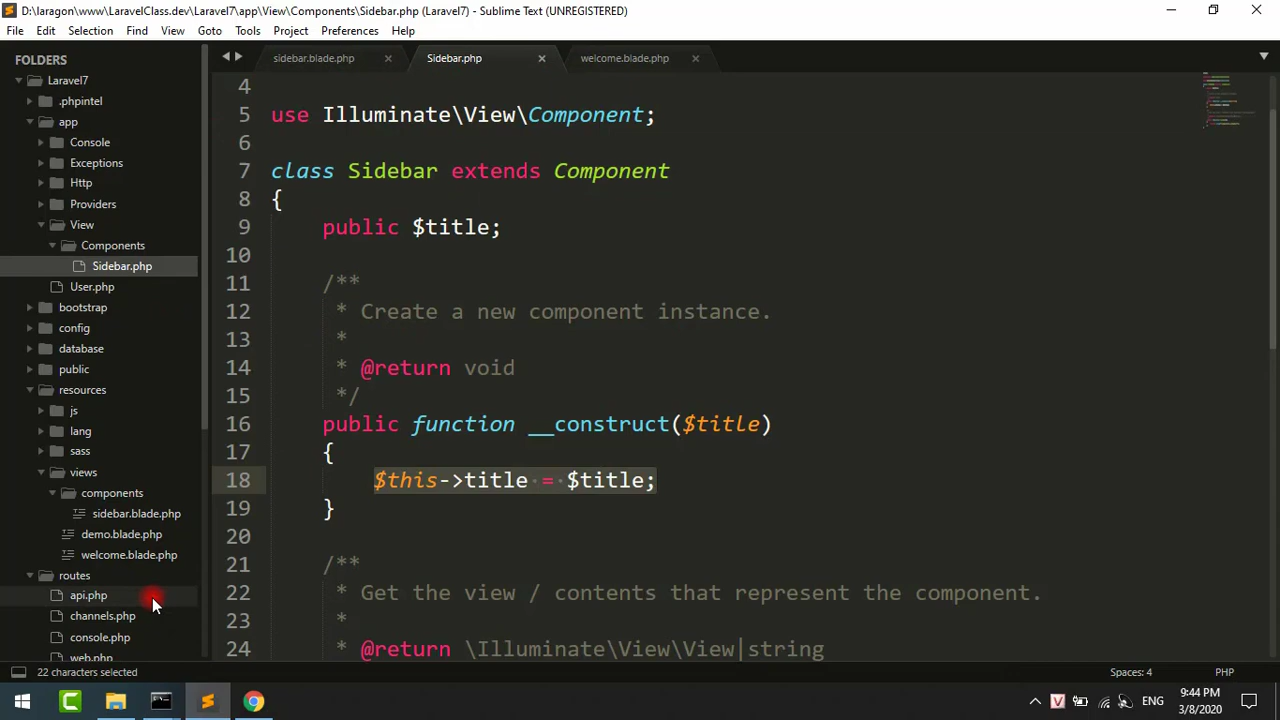 D:\laragon\www\LaravelClass.dev\Laravel7\app\View\Components\Sidebar.php (Laravel7) - Sublime Text (UNREGISTERED)
File Edit Selection Find View Goto Tools Project Preferences Help
FOLDERS
Laravel7
.phpintel
app
Console
Exceptions
Http
Providers
View
Components
Sidebar.php
User.php
bootstrap
config
database
public
resources
js
lang
sass
views
components
sidebar.blade.php
demo.blade.php
welcome.blade.php
routes
api.php
channels.php
console.php
web.php
sidebar.blade.php Sidebar.php welcome.blade.php
4
5 use Illuminate\View\Component;
6
7 class Sidebar extends Component
8 {
9 public $title;
10
11 /**
12 * Create a new component instance.
13 *
14 * @return void
15 */
16 public function __construct($title)
17 {
18 $this->title = $title;
19 }
20
21 /**
22 * Get the view / contents that represent the component.
23 *
24 * @return \Illuminate\View\View|string
22 characters selected
Spaces: 4 PHP
ENG
9:44 PM
3/8/2020